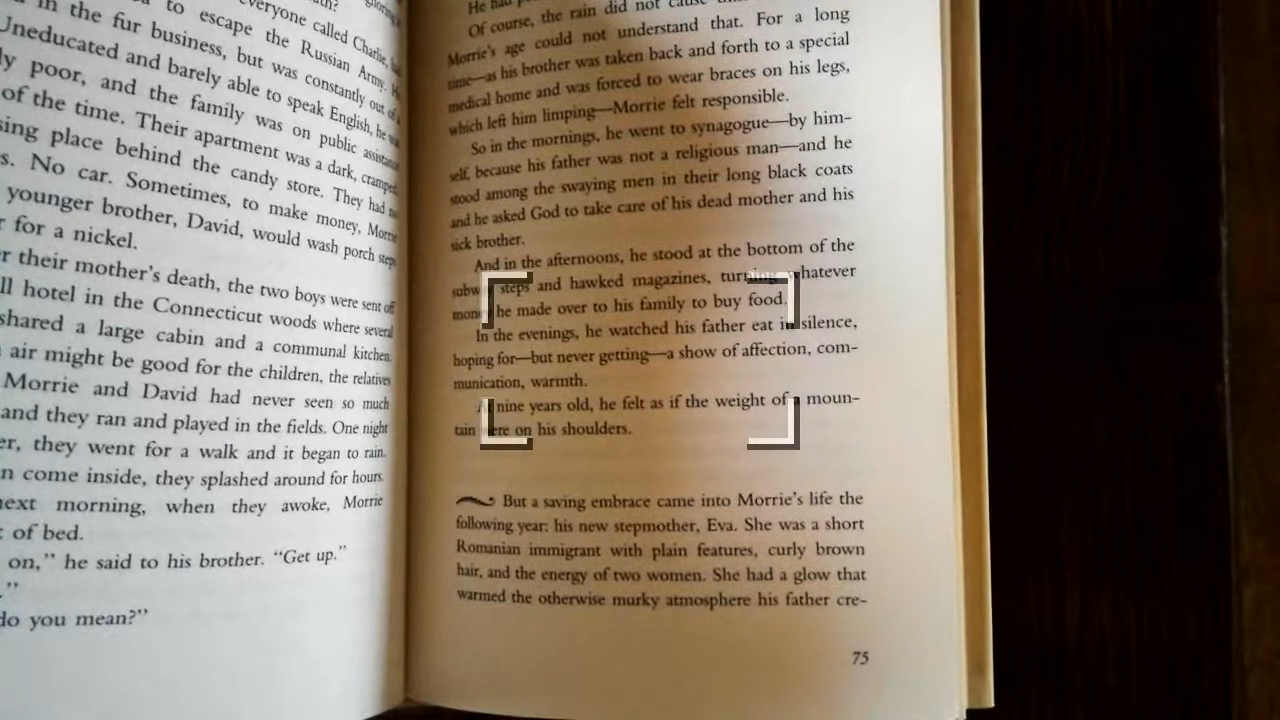 everyone called Charlie,
to escape the Russian Army. He
in the fur business, but was constantly out of
Uneducated and barely able to speak English, he was
poor, and the family was on public assistance
of the time. Their apartment was a dark, cramped,
place behind the candy store. They had no
No car. Sometimes, to make money, Morrie
younger brother, David, would wash porch steps
for a nickel.
their mother's death, the two boys were sent off
hotel in the Connecticut woods where several
shared a large cabin and a communal kitchen.
air might be good for the children, the relatives
Morrie and David had never seen so much
and they ran and played in the fields. One night
they went for a walk and it began to rain.
come inside, they splashed around for hours.
next morning, when they awoke, Morrie
of bed.
on," he said to his brother. "Get up."
"
do you mean?"
He had
Of course, the rain did not cause
Morrie's age could not understand that. For a long
time—as his brother was taken back and forth to a special
medical home and was forced to wear braces on his legs,
which left him limping—Morrie felt responsible.
So in the mornings, he went to synagogue—by him-
self, because his father was not a religious man—and he
stood among the swaying men in their long black coats
and he asked God to take care of his dead mother and his
sick brother.
And in the afternoons, he stood at the bottom of the
subway steps and hawked magazines, turning whatever
money he made over to his family to buy food.
In the evenings, he watched his father eat in silence,
hoping for—but never getting—a show of affection, com-
munication, warmth.
At nine years old, he felt as if the weight of a moun-
tain were on his shoulders.
But a saving embrace came into Morrie's life the
following year: his new stepmother, Eva. She was a short
Romanian immigrant with plain features, curly brown
hair, and the energy of two women. She had a glow that
warmed the otherwise murky atmosphere his father cre-
75